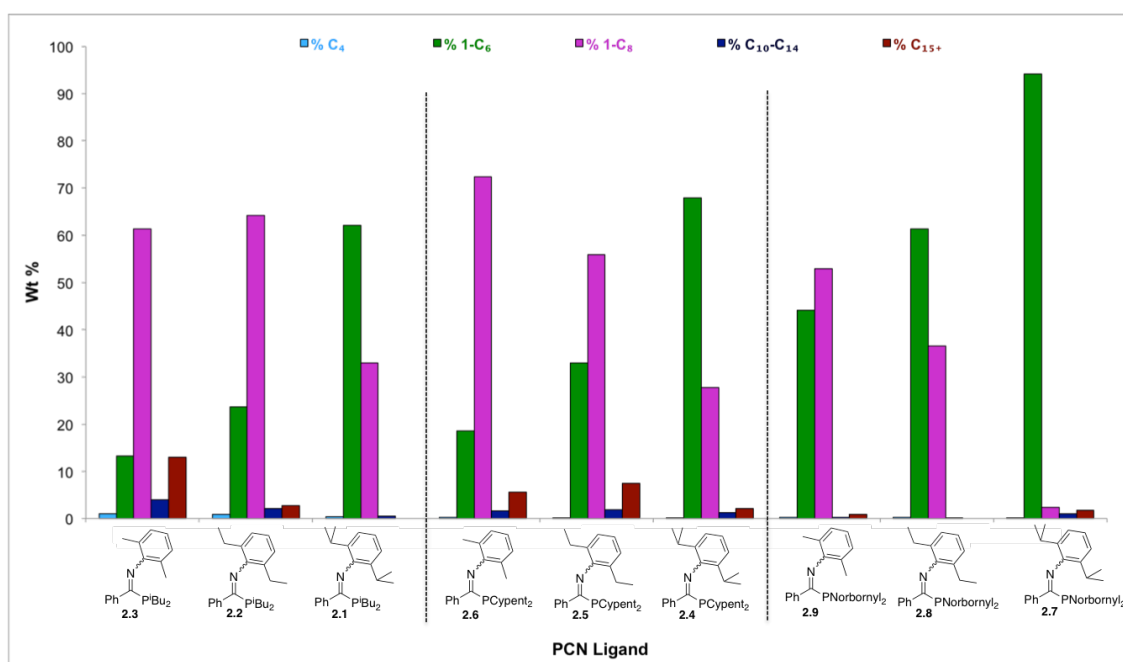 % C₄ % 1-C₆ % 1-C₈ % C₁₀-C₁₄ % C₁₅₊
100
90
80
70
60
50
40
30
20
10
0
Wt %
N N N N N N N N N
Ph PiBu₂ Ph PiBu₂ Ph PiBu₂ Ph PCypent₂ Ph PCypent₂ Ph PCypent₂ Ph PNorbornyl₂ Ph PNorbornyl₂ Ph PNorbornyl₂
2.3 2.2 2.1 2.6 2.5 2.4 2.9 2.8 2.7
PCN Ligand